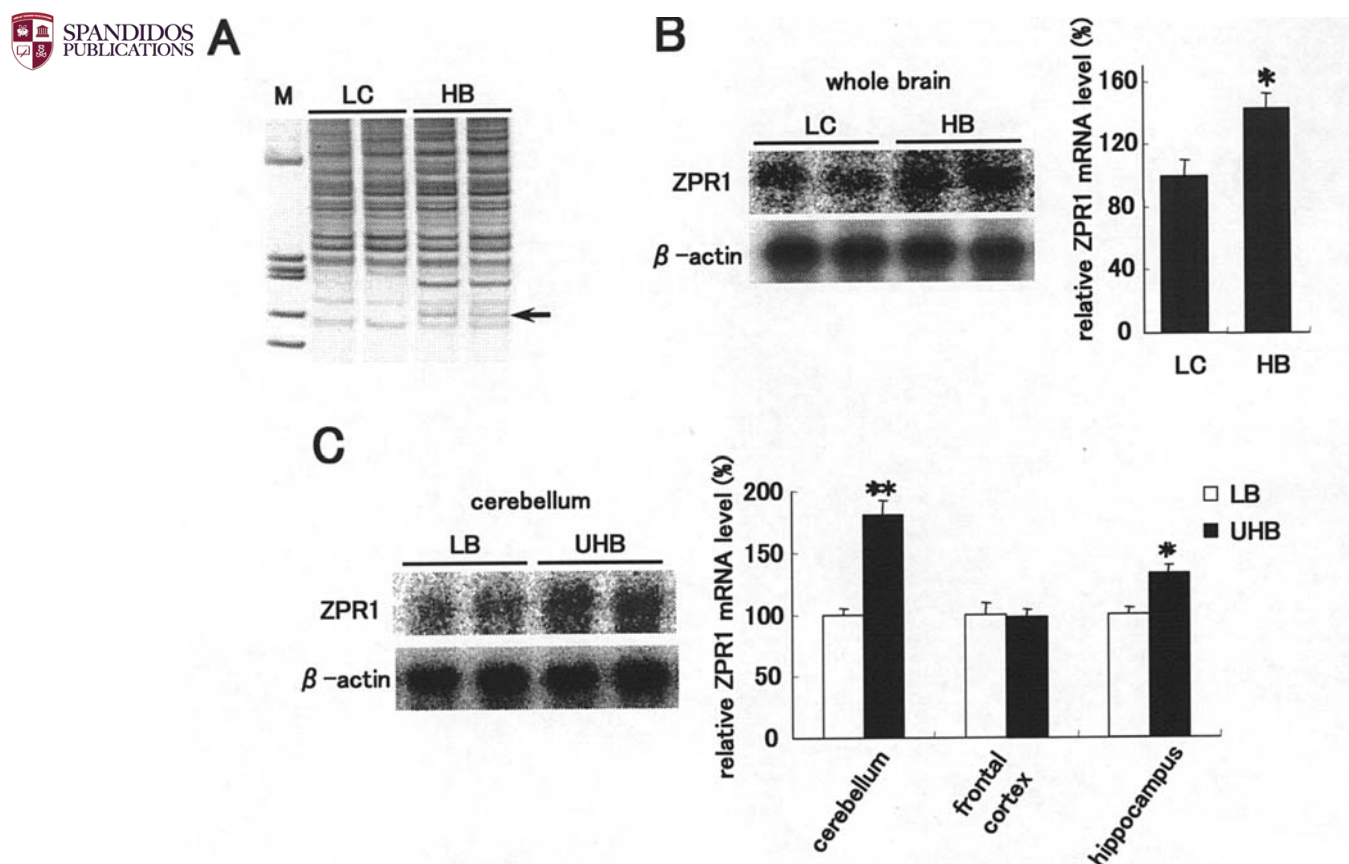 SPANDIDOS
PUBLICATIONS
A
M
LC
HB
B
whole brain
LC
HB
ZPR1
β-actin
relative ZPR1 mRNA level (%)
160
120
80
40
0
*
LC
HB
C
cerebellum
LB
UHB
ZPR1
β-actin
relative ZPR1 mRNA level (%)
200
150
100
50
0
**
*
LB
UHB
cerebellum
frontal
cortex
hippocampus